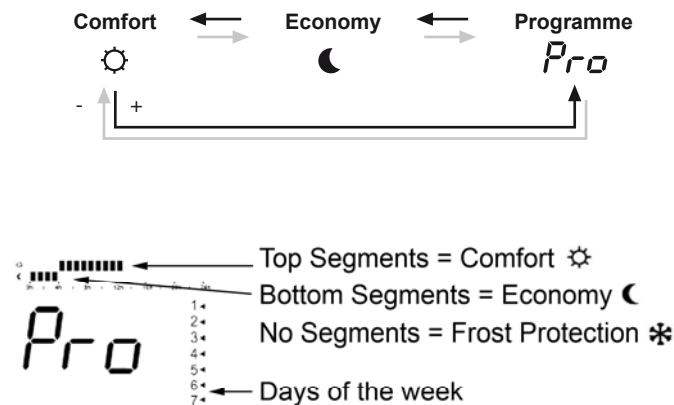 Comfort Economy Programme
Pro
- +
Top Segments = Comfort
Bottom Segments = Economy
No Segments = Frost Protection
Pro
1
2
3
4
5
6
7
Days of the week